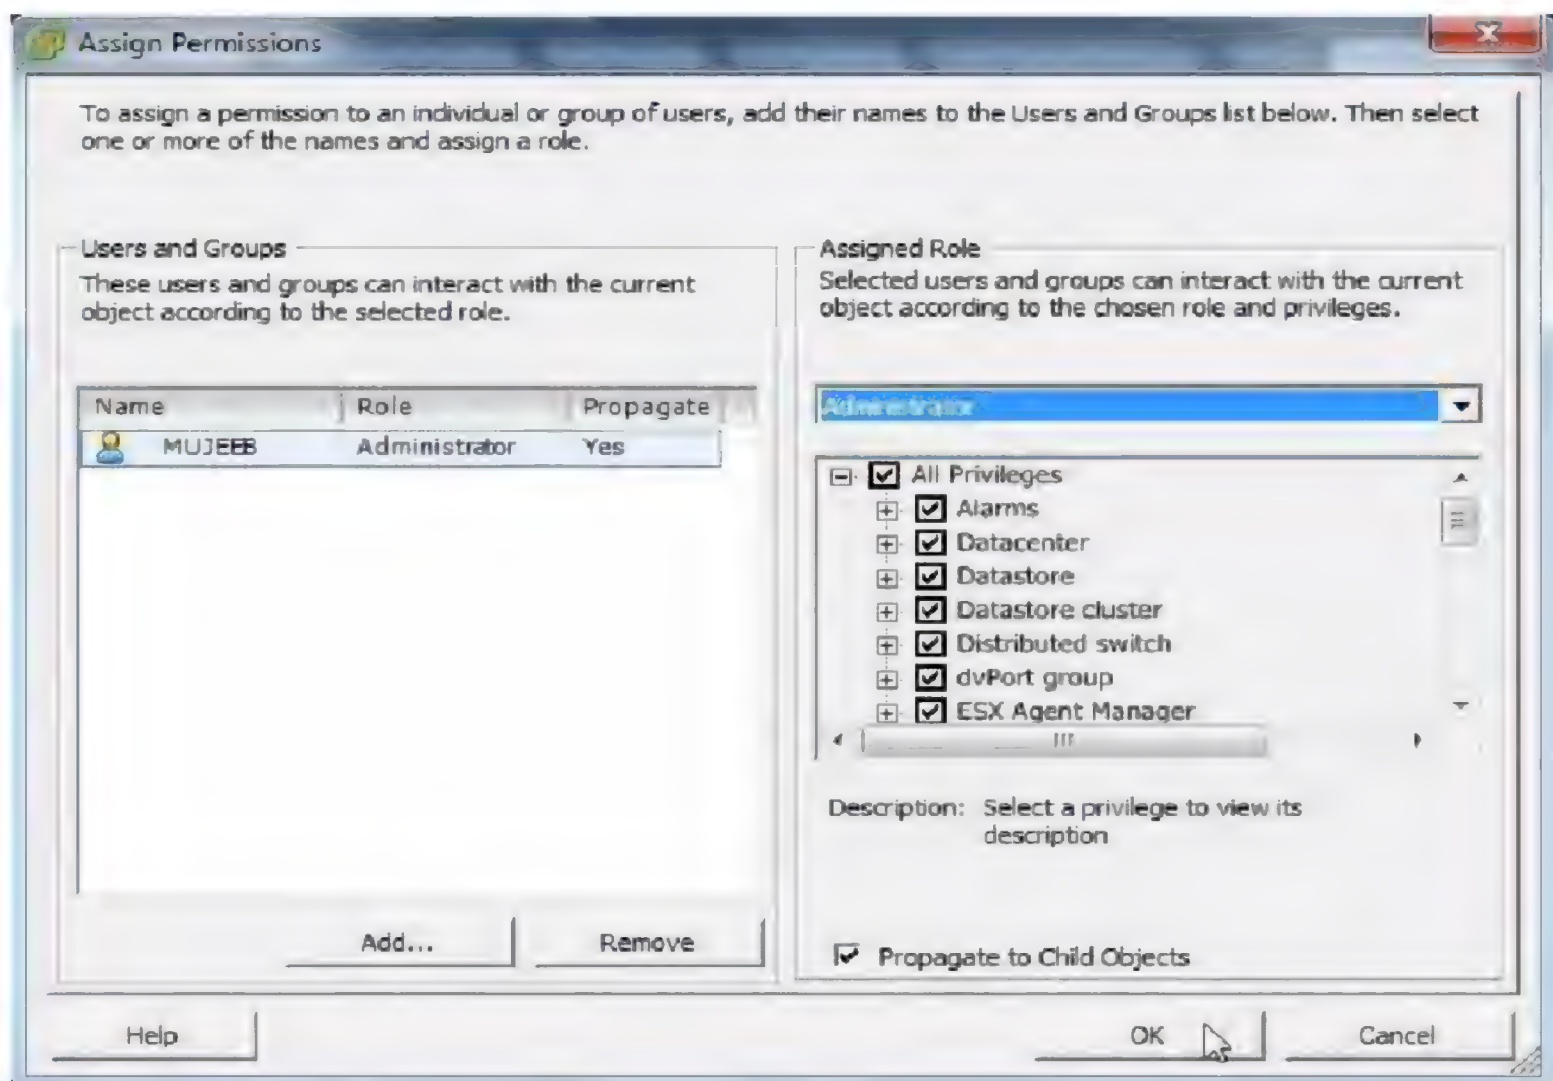 Assign Permissions
To assign a permission to an individual or group of users, add their names to the Users and Groups list below. Then select
one or more of the names and assign a role.
Users and Groups
These users and groups can interact with the current
object according to the selected role.
Name Role Propagate
MUJEEB Administrator Yes
Add...
Remove
Assigned Role
Selected users and groups can interact with the current
object according to the chosen role and privileges.
Administrator
All Privileges
Alarms
Datacenter
Datastore
Datastore cluster
Distributed switch
dvPort group
ESX Agent Manager
Description: Select a privilege to view its
description
Propagate to Child Objects
Help
OK
Cancel